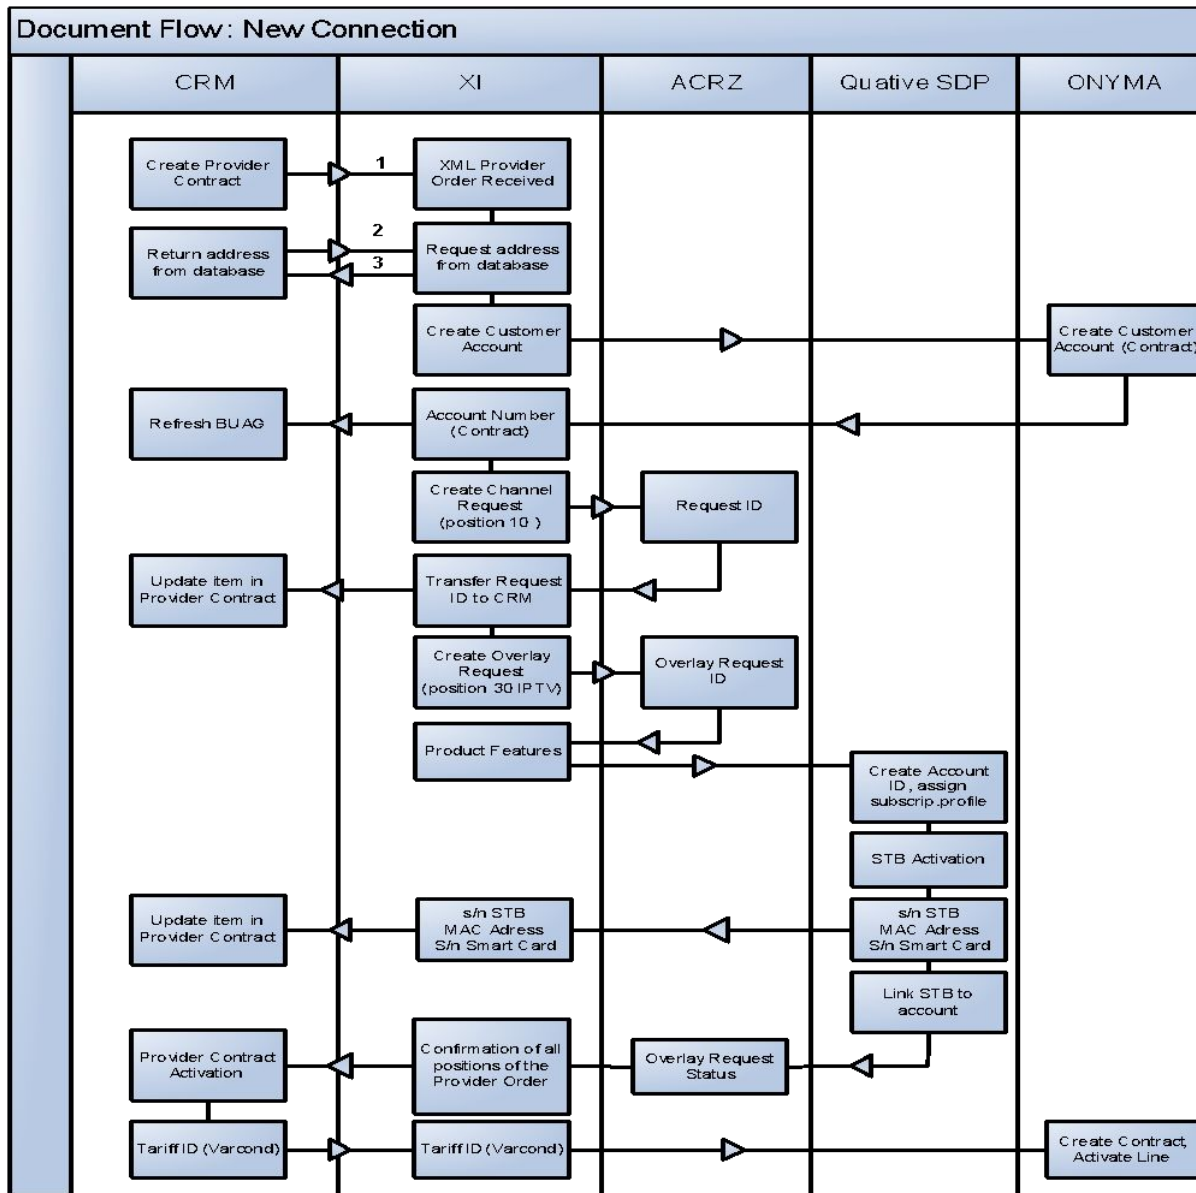 Document Flow: New Connection
CRM
XI
ACRZ
Quative SDP
ONYMA
Create Provider
Contract
1
XML Provider
Order Received
Return address
from database
2
3
Request address
from database
Create Customer
Account
Create Customer
Account (Contract)
Refresh BUAG
Account Number
(Contract)
Create Channel
Request
(position 10 )
Request ID
Update item in
Provider Contract
Transfer Request
ID to CRM
Create Overlay
Request
(position 30 IPTV)
Overlay Request
ID
Product Features
Create Account
ID, assign
subscrip.profile
STB Activation
Update item in
Provider Contract
s/n STB
MAC Adress
S/n Smart Card
s/n STB
MAC Adress
S/n Smart Card
Link STB to
account
Provider Contract
Activation
Confirmation of all
positions of the
Provider Order
Overlay Request
Status
Tariff ID (Varcond)
Tariff ID (Varcond)
Create Contract,
Activate Line